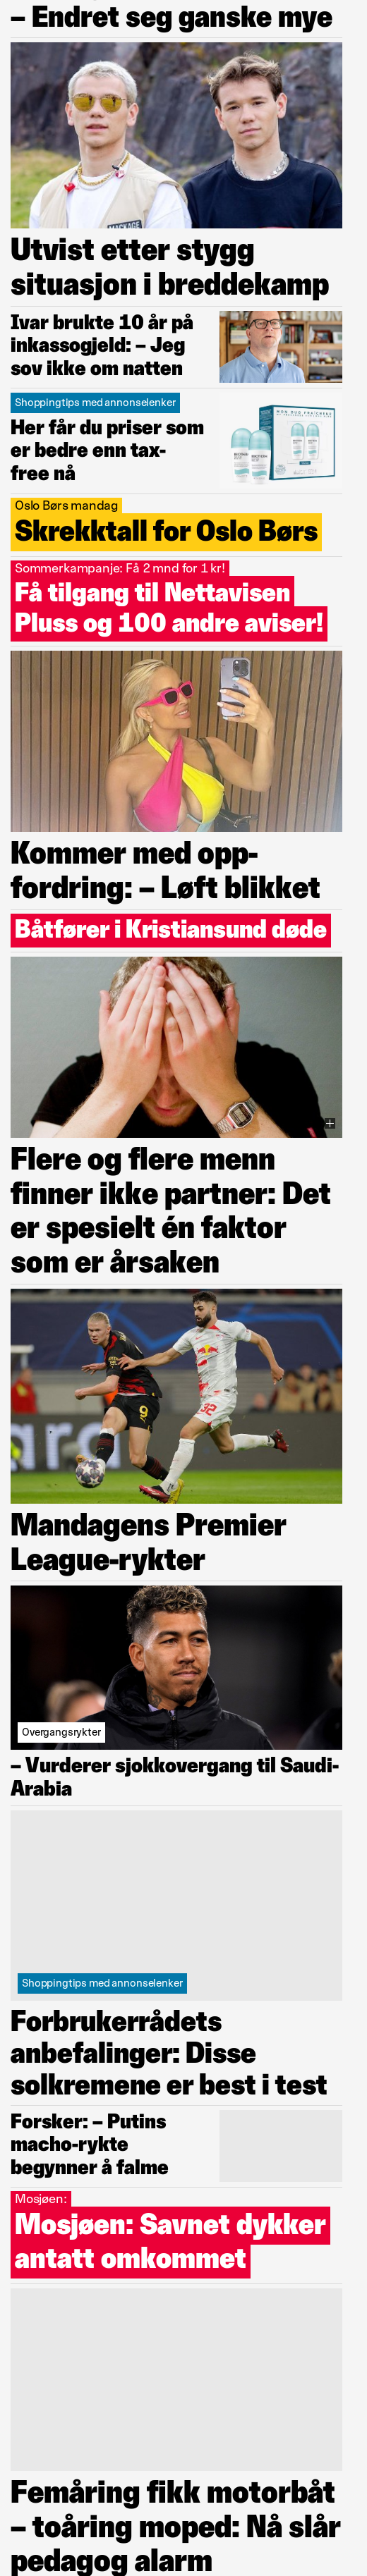 – Endret seg ganske mye
Utvist etter stygg
situasjon i breddekamp
Ivar brukte 10 år på
inkassogjeld: – Jeg
sov ikke om natten
Shoppingtips med annonselenker
Her får du priser som
er bedre enn tax-
free nå
Oslo Børs mandag
Skrekktall for Oslo Børs
Sommerkampanje: Få 2 mnd for 1 kr!
Få tilgang til Nettavisen
Pluss og 100 andre aviser!
Kommer med opp-
fordring: – Løft blikket
Båtfører i Kristiansund døde
Flere og flere menn
finner ikke partner: Det
er spesielt én faktor
som er årsaken
Mandagens Premier
League-rykter
Overgangsrykter
– Vurderer sjokkovergang til Saudi-
Arabia
Shoppingtips med annonselenker
Forbrukerrådets
anbefalinger: Disse
solkremene er best i test
Forsker: – Putins
macho-rykte
begynner å falme
Mosjøen:
Mosjøen: Savnet dykker
antatt omkommet
Femåring fikk motorbåt
– toåring moped: Nå slår
pedagog alarm